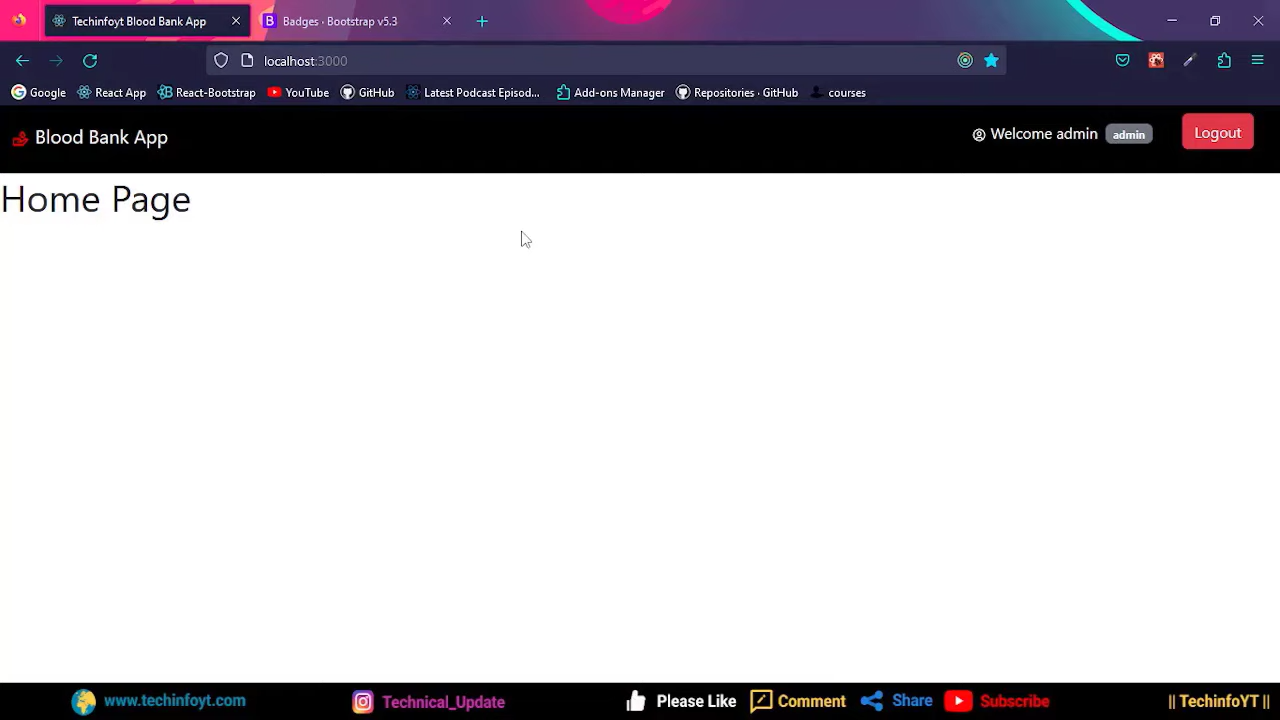 Techinfoyt Blood Bank App
Badges · Bootstrap v5.3
localhost:3000
Google
React App
React-Bootstrap
YouTube
GitHub
Latest Podcast Episod...
Add-ons Manager
Repositories · GitHub
courses
Blood Bank App
Welcome admin admin
Logout
Home Page
www.techinfoyt.com
Technical_Update
Please Like
Comment
Share
Subscribe
|| TechinfoYT ||